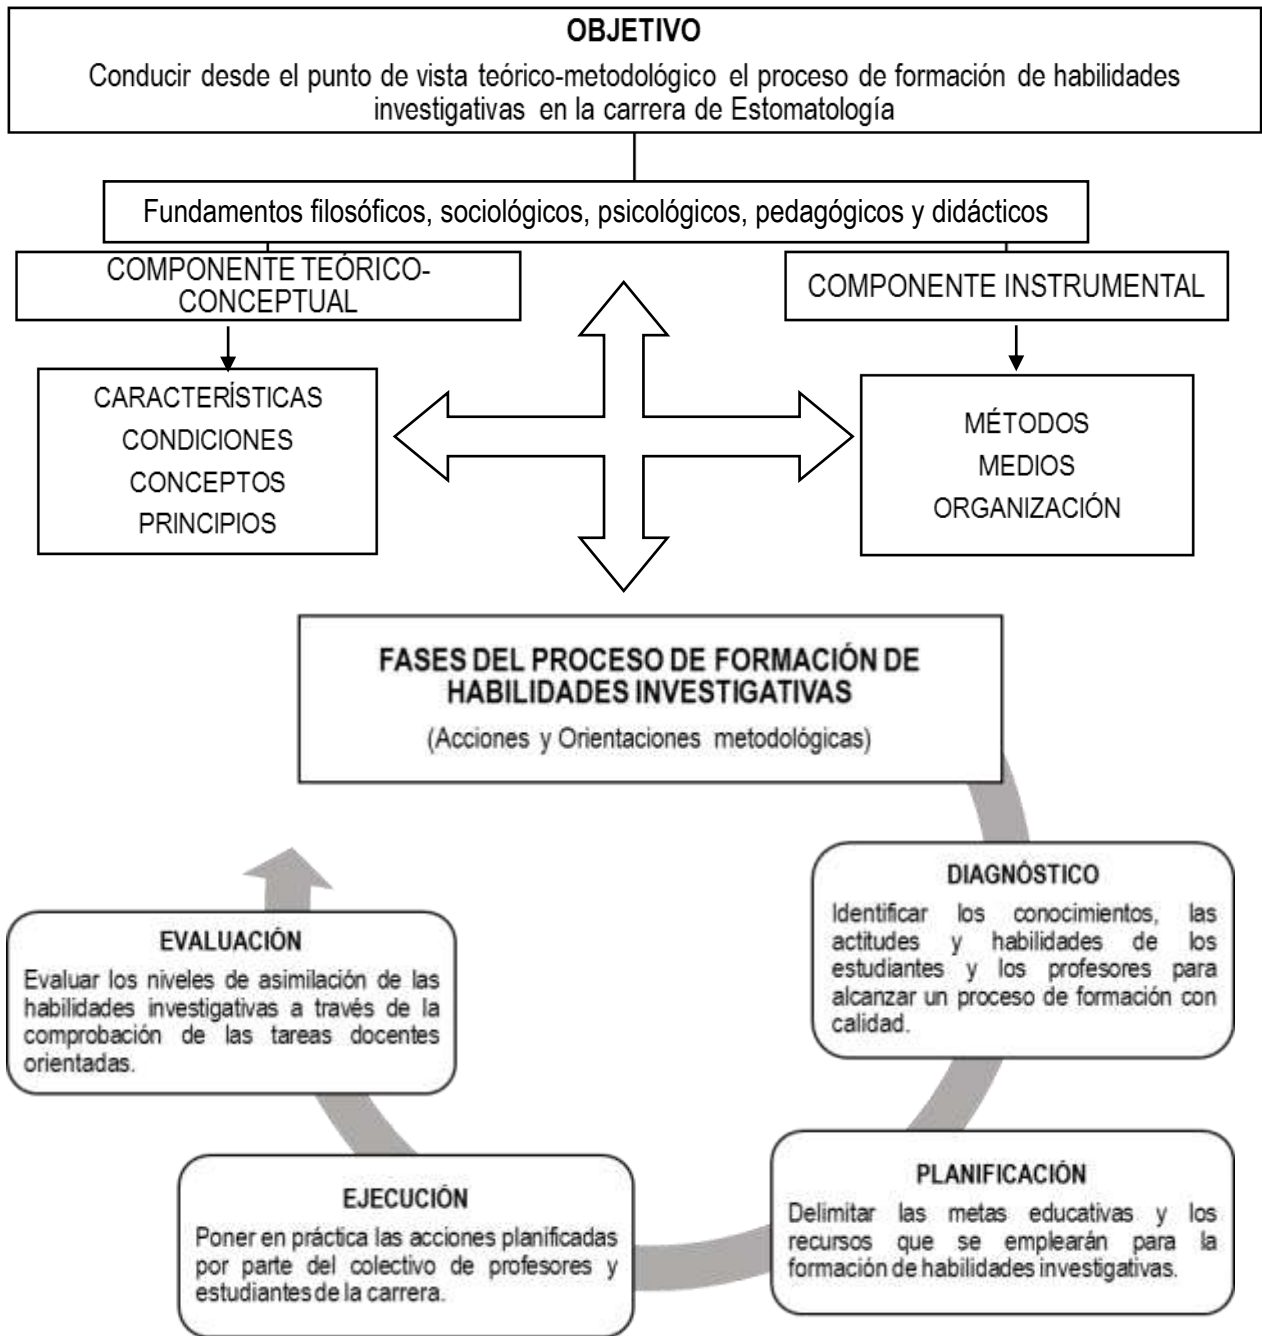 OBJETIVO
Conducir desde el punto de vista teórico-metodológico el proceso de formación de habilidades
investigativas en la carrera de Estomatología
Fundamentos filosóficos, sociológicos, psicológicos, pedagógicos y didácticos
COMPONENTE TEÓRICO-
CONCEPTUAL
COMPONENTE INSTRUMENTAL
CARACTERÍSTICAS
CONDICIONES
CONCEPTOS
PRINCIPIOS
MÉTODOS
MEDIOS
ORGANIZACIÓN
FASES DEL PROCESO DE FORMACIÓN DE
HABILIDADES INVESTIGATIVAS
(Acciones y Orientaciones metodológicas)
DIAGNÓSTICO
Identificar los conocimientos, las
actitudes y habilidades de los
estudiantes y los profesores para
alcanzar un proceso de formación con
calidad.
PLANIFICACIÓN
Delimitar las metas educativas y los
recursos que se emplearán para la
formación de habilidades investigativas.
EJECUCIÓN
Poner en práctica las acciones planificadas
por parte del colectivo de profesores y
estudiantes de la carrera.
EVALUACIÓN
Evaluar los niveles de asimilación de las
habilidades investigativas a través de la
comprobación de las tareas docentes
orientadas.